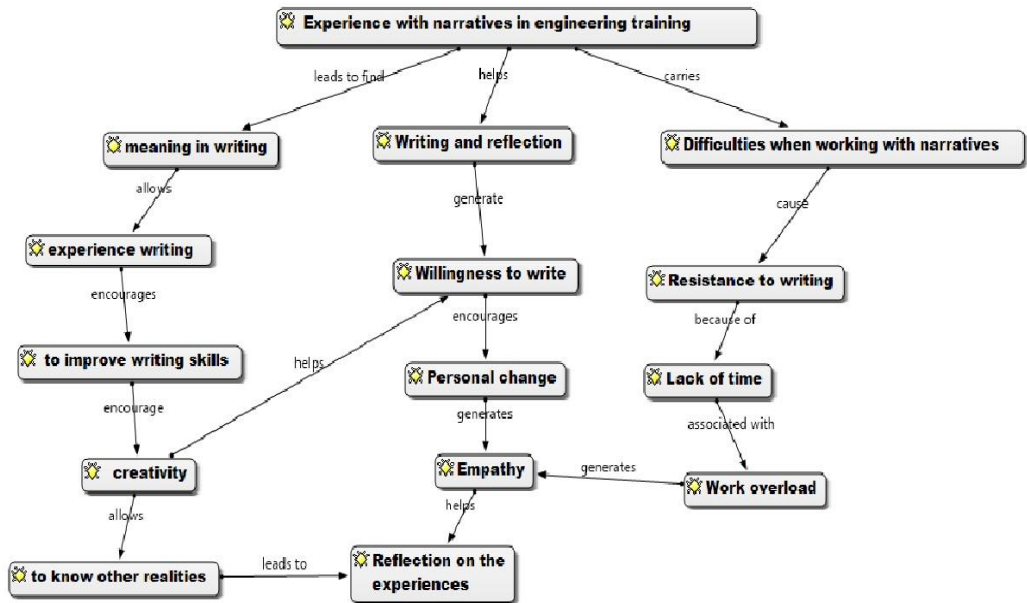 Experience with narratives in engineering training
leads to find
helps
carries
meaning in writing
Writing and reflection
Difficulties when working with narratives
allows
generate
cause
experience writing
Willingness to write
Resistance to writing
encourages
encourages
because of
to improve writing skills
helps
Personal change
Lack of time
encourage
generates
associated with
creativity
Empathy
generates
Work overload
allows
helps
to know other realities
leads to
Reflection on the
experiences